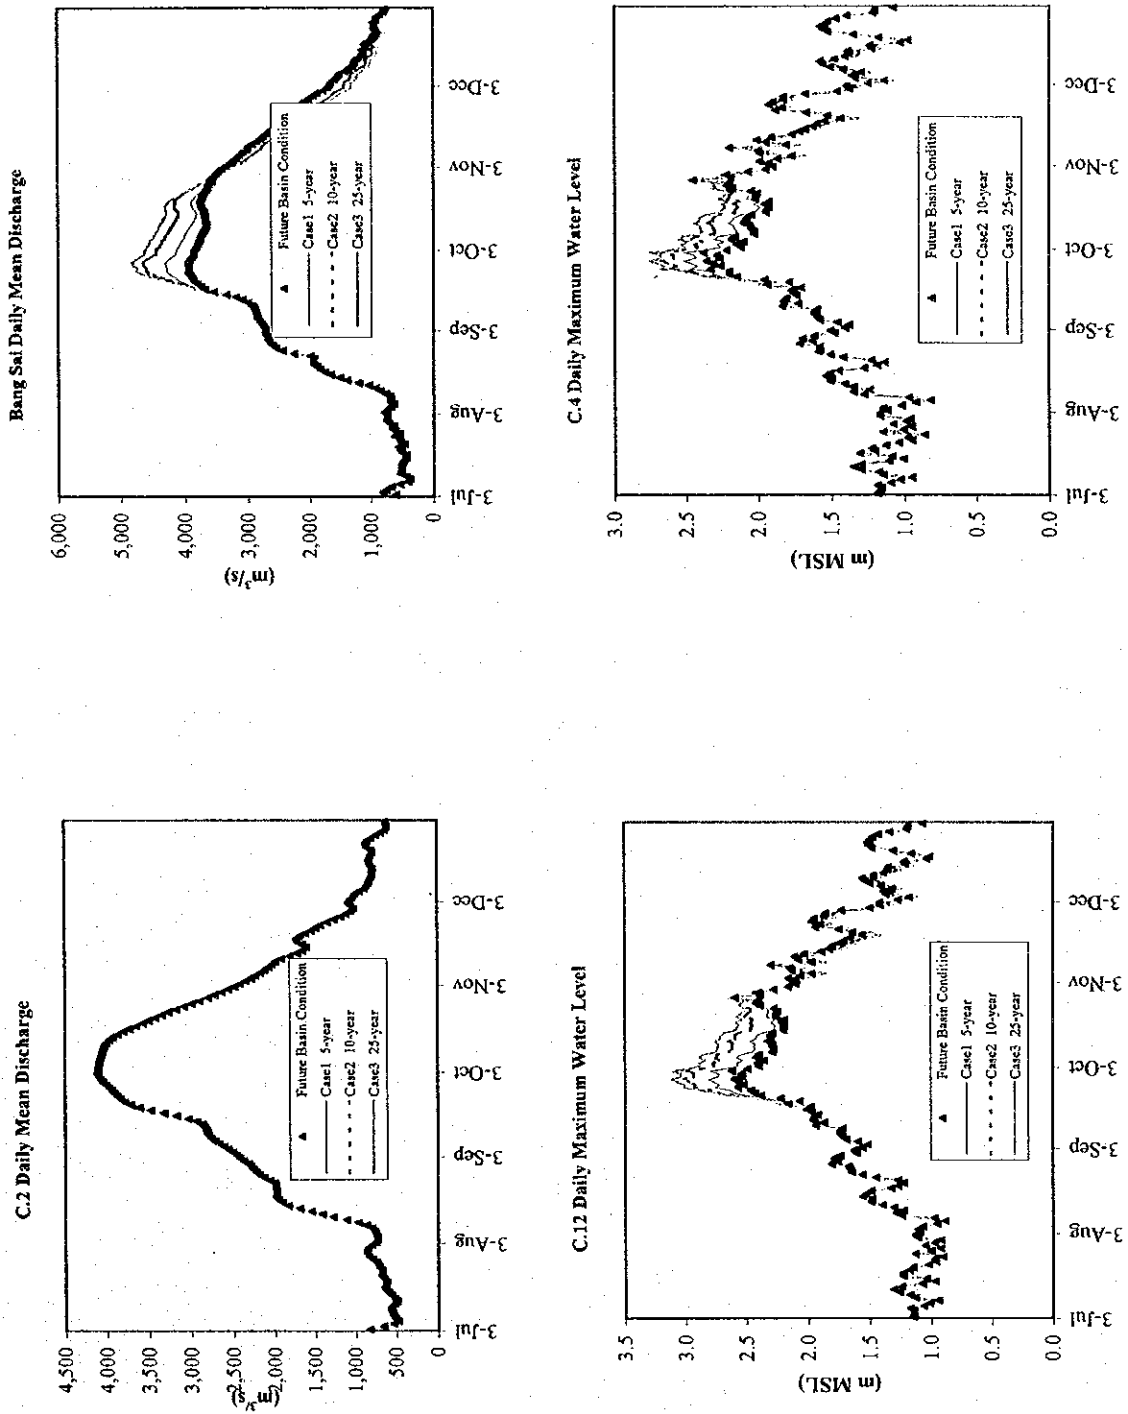 C.2 Daily Mean Discharge
4,500
4,000
3,500
3,000
2,500
2,000
1,500
1,000
500
0
(m³/s)
3-Jul
3-Aug
3-Sep
3-Oct
3-Nov
3-Dec
Future Basin Condition
Case1 5-year
Case2 10-year
Case3 25-year
Bang Sai Daily Mean Discharge
6,000
5,000
4,000
3,000
2,000
1,000
0
(m³/s)
3-Jul
3-Aug
3-Sep
3-Oct
3-Nov
3-Dec
Future Basin Condition
Case1 5-year
Case2 10-year
Case3 25-year
C.12 Daily Maximum Water Level
3.5
3.0
2.5
2.0
1.5
1.0
0.5
0.0
(m MSL)
3-Jul
3-Aug
3-Sep
3-Oct
3-Nov
3-Dec
Future Basin Condition
Case1 5-year
Case2 10-year
Case3 25-year
C.4 Daily Maximum Water Level
3.0
2.5
2.0
1.5
1.0
0.5
0.0
(m MSL)
3-Jul
3-Aug
3-Sep
3-Oct
3-Nov
3-Dec
Future Basin Condition
Case1 5-year
Case2 10-year
Case3 25-year